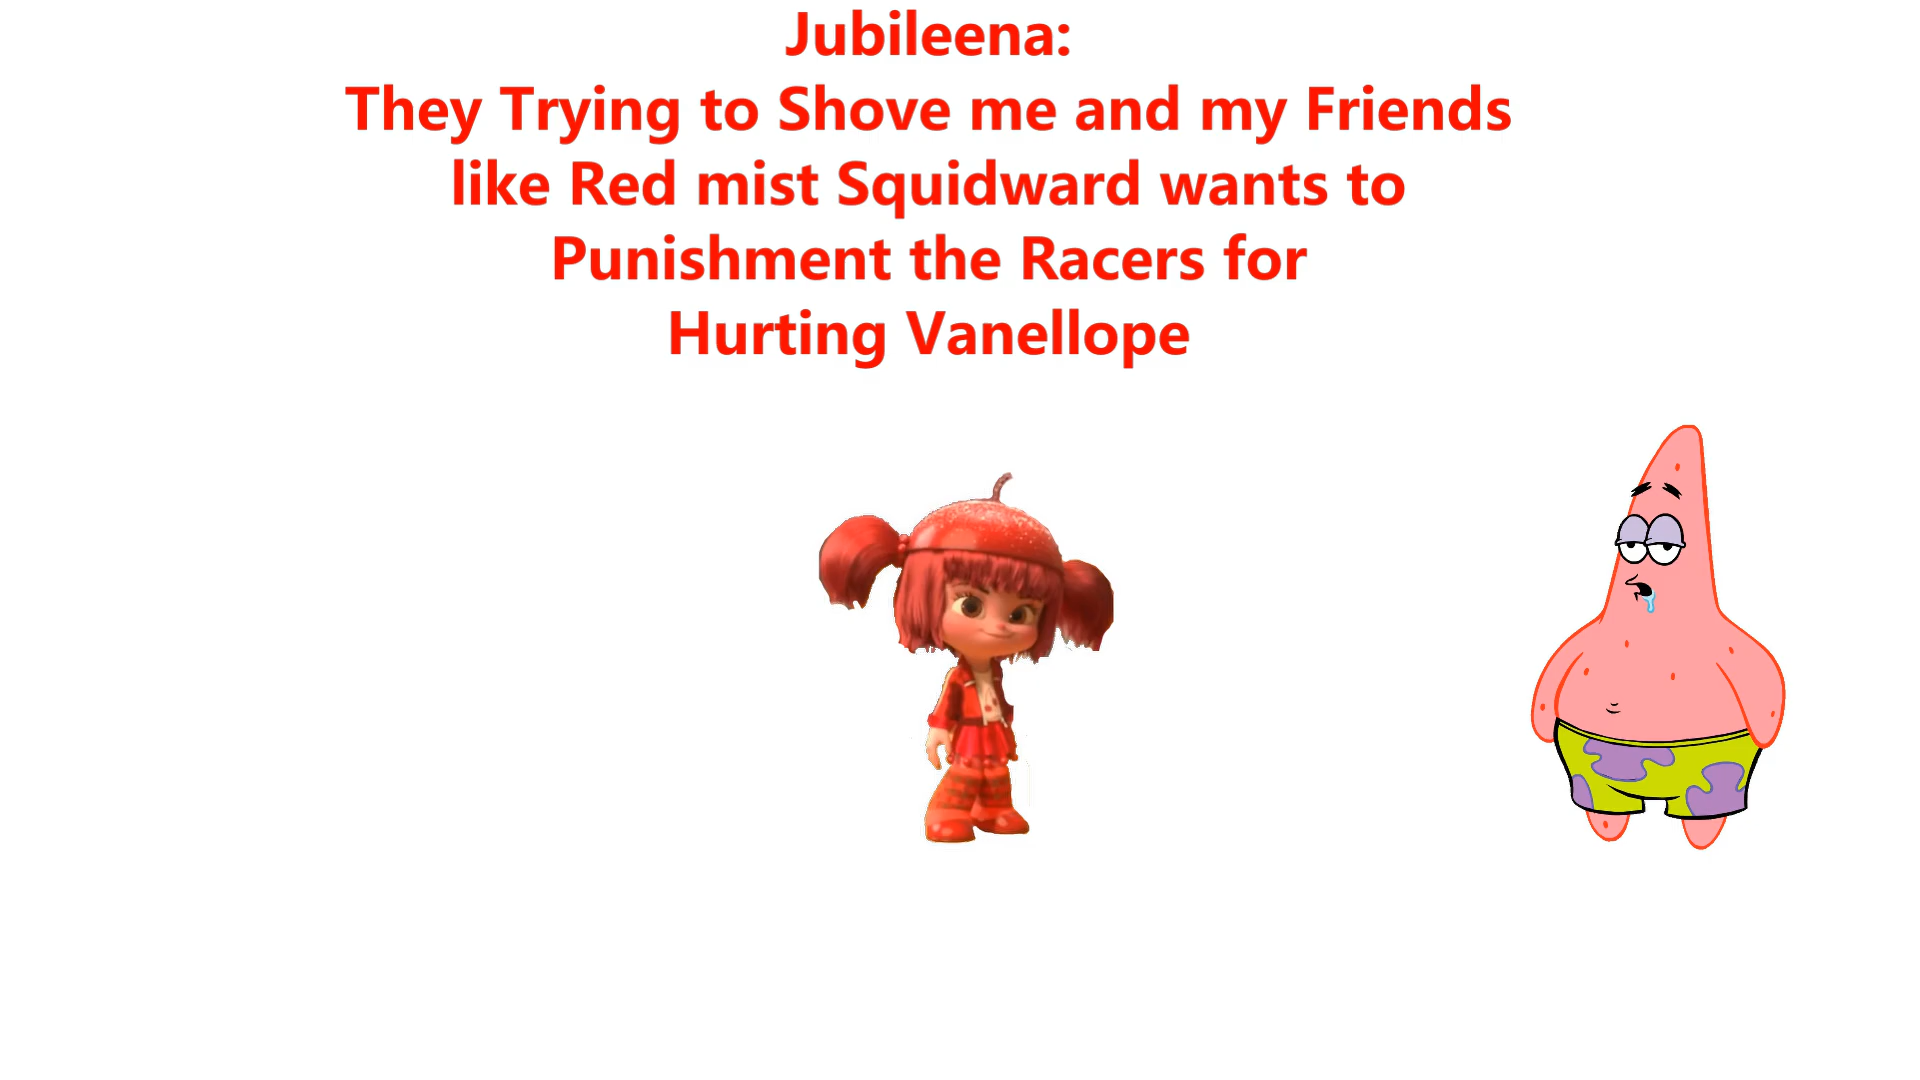 Jubileena:
They Trying to Shove me and my Friends
like Red mist Squidward wants to
Punishment the Racers for
Hurting Vanellope